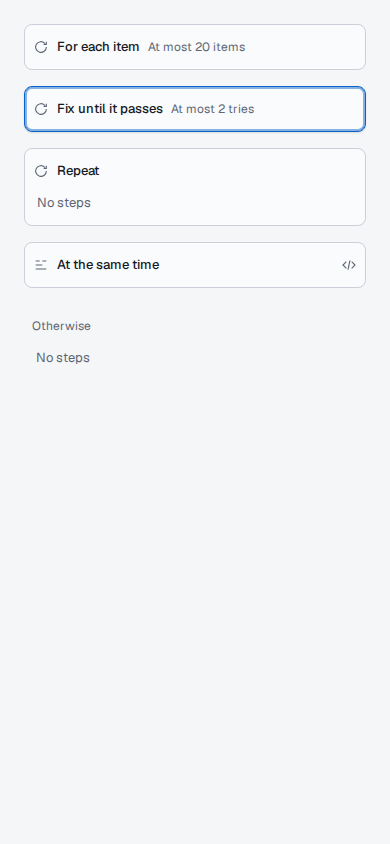 For each item At most 20 items
Fix until it passes At most 2 tries
Repeat
No steps
At the same time
Otherwise
No steps